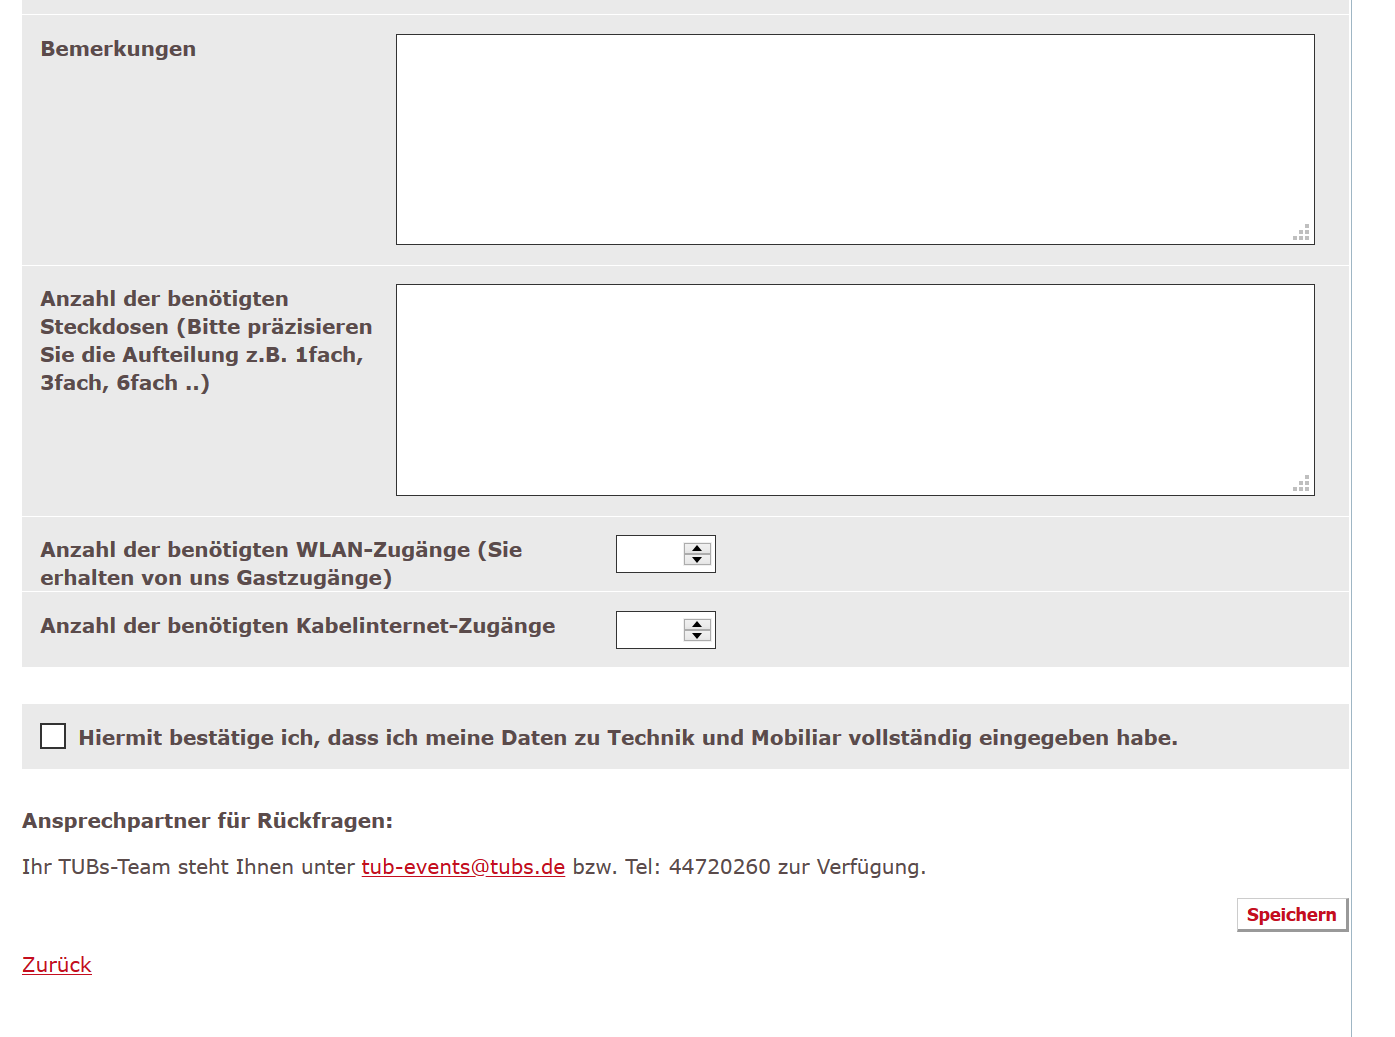 Bemerkungen
Anzahl der benötigten
Steckdosen (Bitte präzisieren
Sie die Aufteilung z.B. 1fach,
3fach, 6fach ..)
Anzahl der benötigten WLAN-Zugänge (Sie
erhalten von uns Gastzugänge)
Anzahl der benötigten Kabelinternet-Zugänge
Hiermit bestätige ich, dass ich meine Daten zu Technik und Mobiliar vollständig eingegeben habe.
Ansprechpartner für Rückfragen:
Ihr TUBs-Team steht Ihnen unter tub-events@tubs.de bzw. Tel: 44720260 zur Verfügung.
Speichern
Zurück